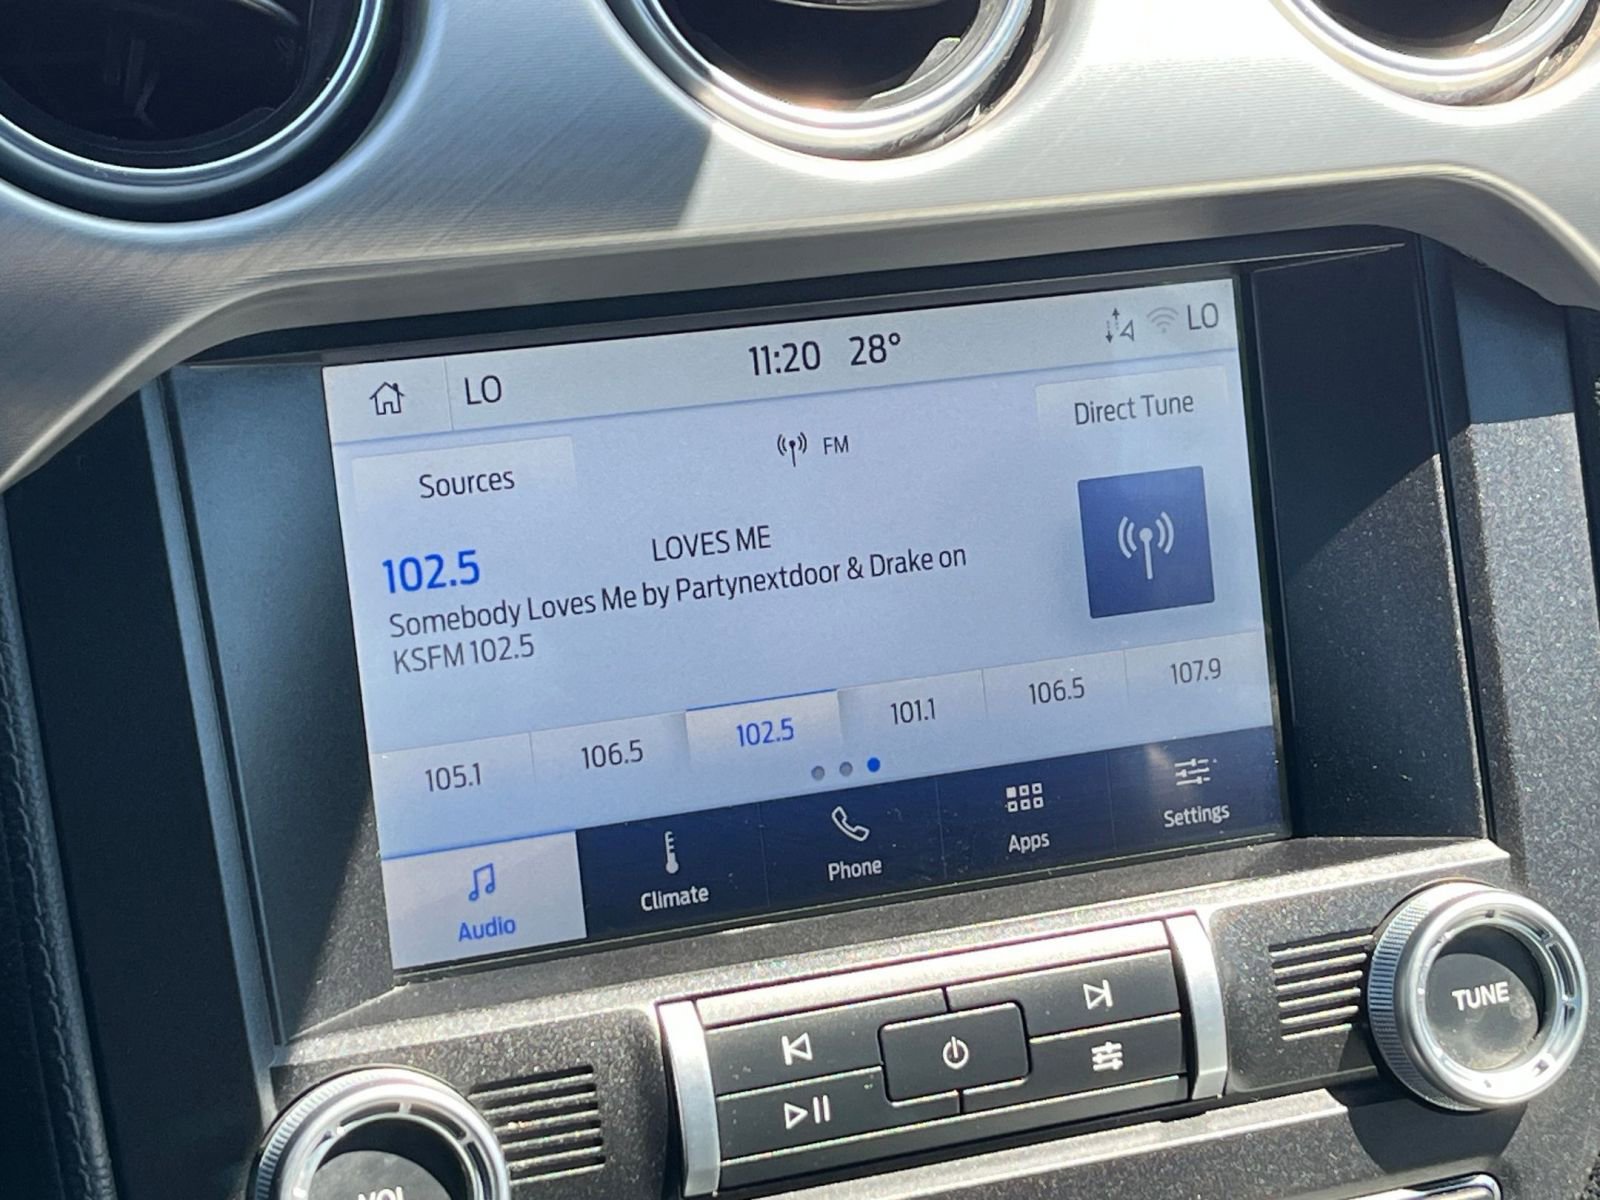 LO 11:20 28° LO
Sources FM Direct Tune
102.5 LOVES ME
Somebody Loves Me by Partynextdoor & Drake on
KSFM 102.5
105.1 106.5 102.5 101.1 106.5 107.9
Audio Climate Phone Apps Settings
TUNE
VOL